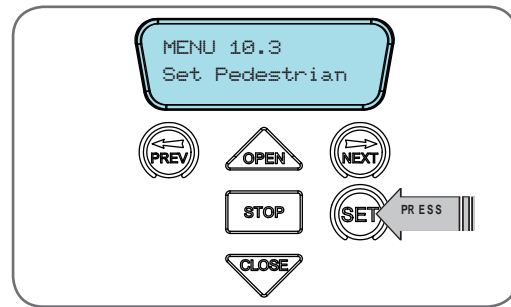 MENU 10.3
Set Pedestrian
PREV
OPEN
NEXT
STOP
SET
PRESS
CLOSE